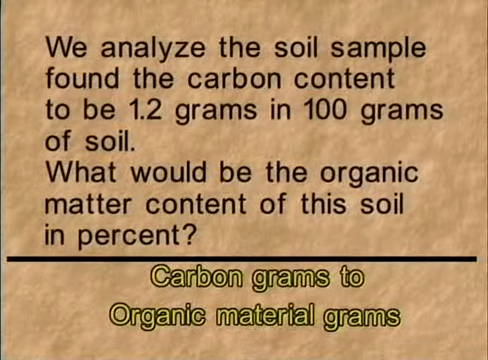 We analyze the soil sample
found the carbon content
to be 1.2 grams in 100 grams
of soil.
What would be the organic
matter content of this soil
in percent?
Carbon grams to
Organic material grams